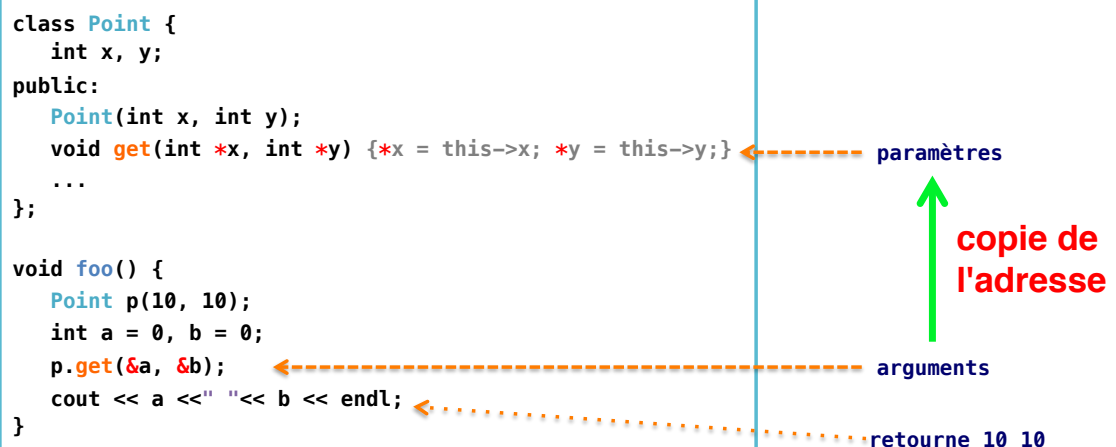 class Point {
int x, y;
public:
Point(int x, int y);
void get(int *x, int *y) {*x = this->x; *y = this->y;}
paramètres
...
};
copie de
l'adresse
void foo() {
Point p(10, 10);
int a = 0, b = 0;
p.get(&a, &b);
arguments
cout << a <<" "<< b << endl;
}
retourne 10 10